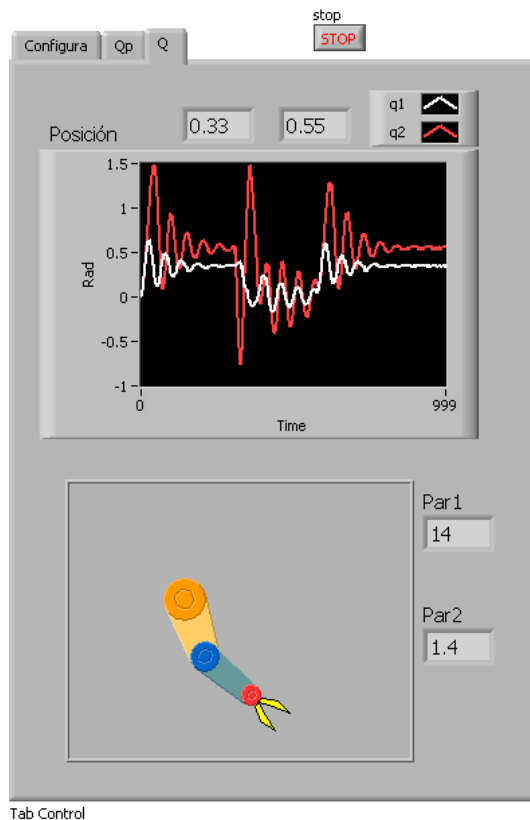 stop
STOP
Configura Qp Q
Posición 0.33 0.55
q1
q2
1.5
1
0.5
0
-0.5
-1
Rad
0 999
Time
Par1
14
Par2
1.4
Tab Control